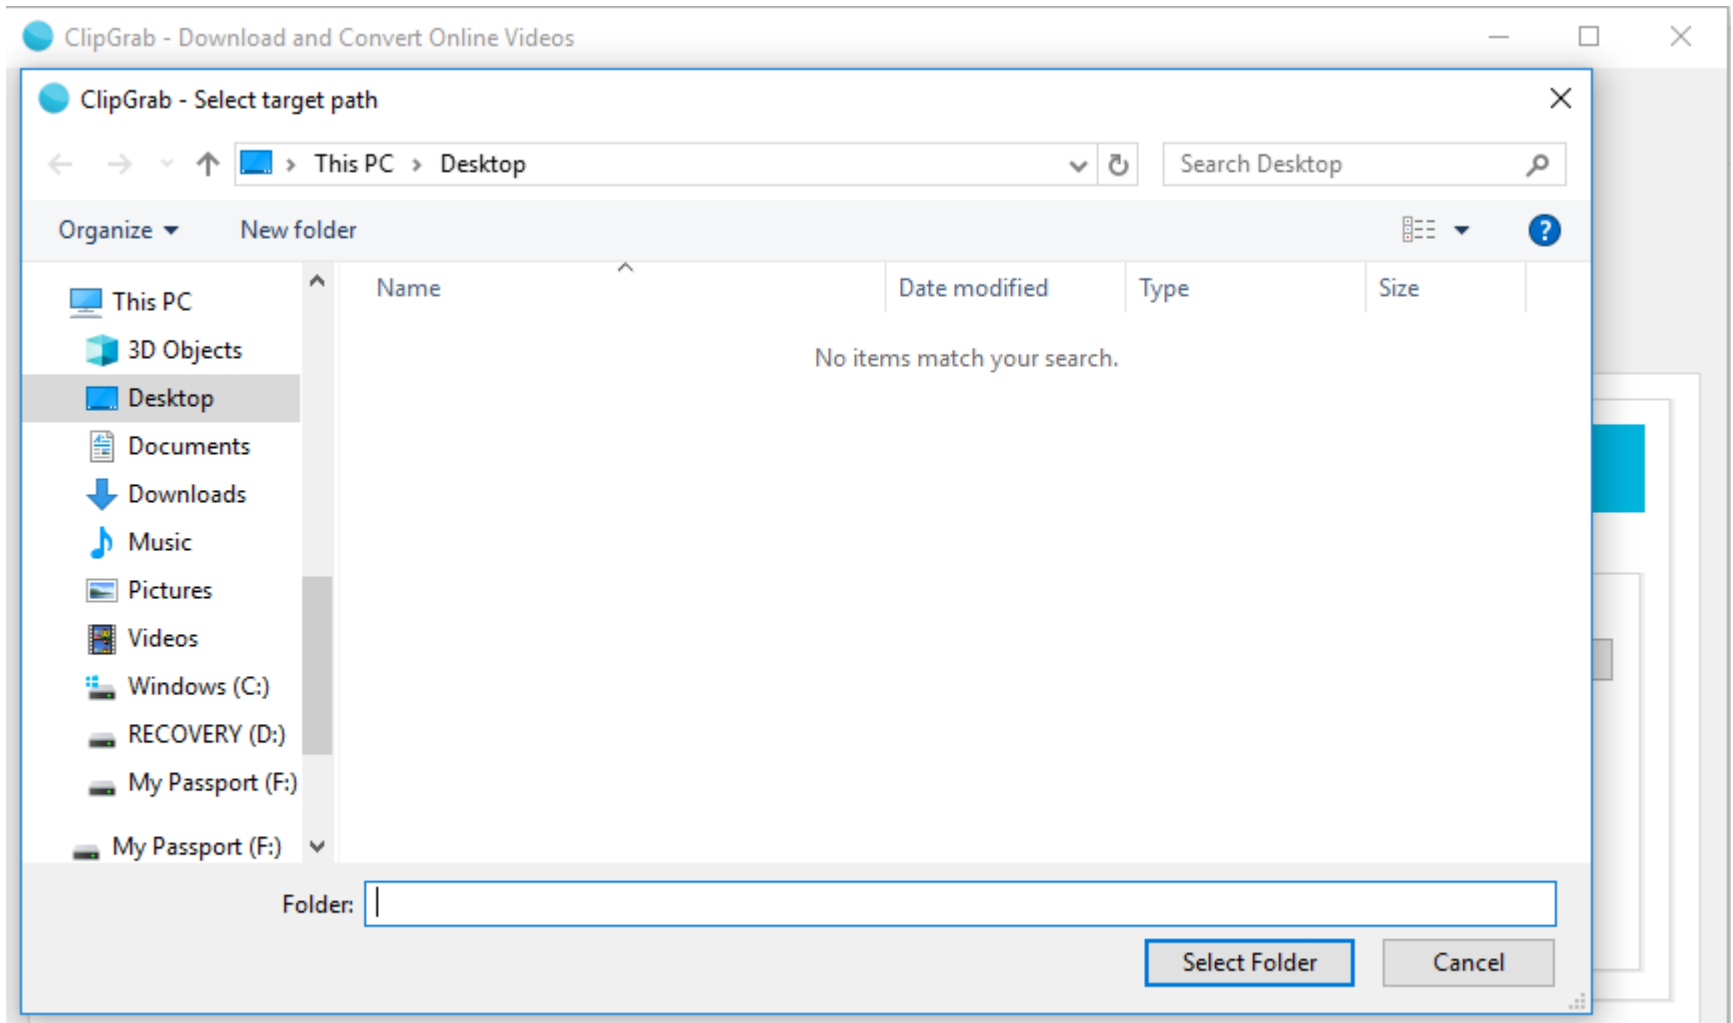 ClipGrab - Download and Convert Online Videos
ClipGrab - Select target path
This PC > Desktop
Search Desktop
Organize
New folder
?
Name
Date modified
Type
Size
No items match your search.
This PC
3D Objects
Desktop
Documents
Downloads
Music
Pictures
Videos
Windows (C:)
RECOVERY (D:)
My Passport (F:)
My Passport (F:)
Folder:
Select Folder
Cancel